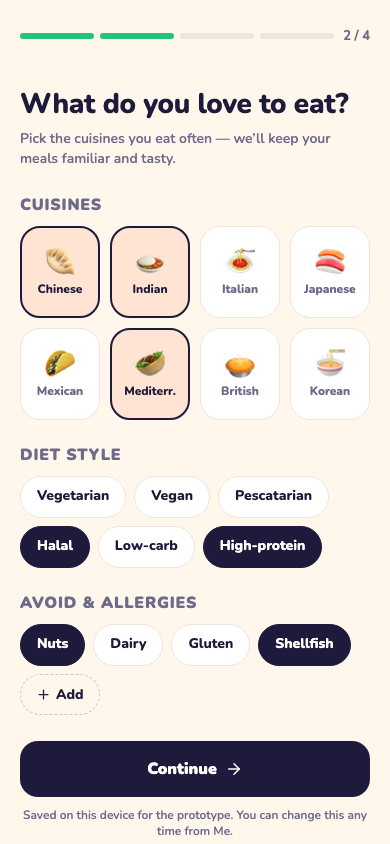 2 / 4
What do you love to eat?
Pick the cuisines you eat often — we'll keep your
meals familiar and tasty.
CUISINES
Chinese
Indian
Italian
Japanese
Mexican
Mediterr.
British
Korean
DIET STYLE
Vegetarian
Vegan
Pescatarian
Halal
Low-carb
High-protein
AVOID & ALLERGIES
Nuts
Dairy
Gluten
Shellfish
+ Add
Continue →
Saved on this device for the prototype. You can change this any
time from Me.